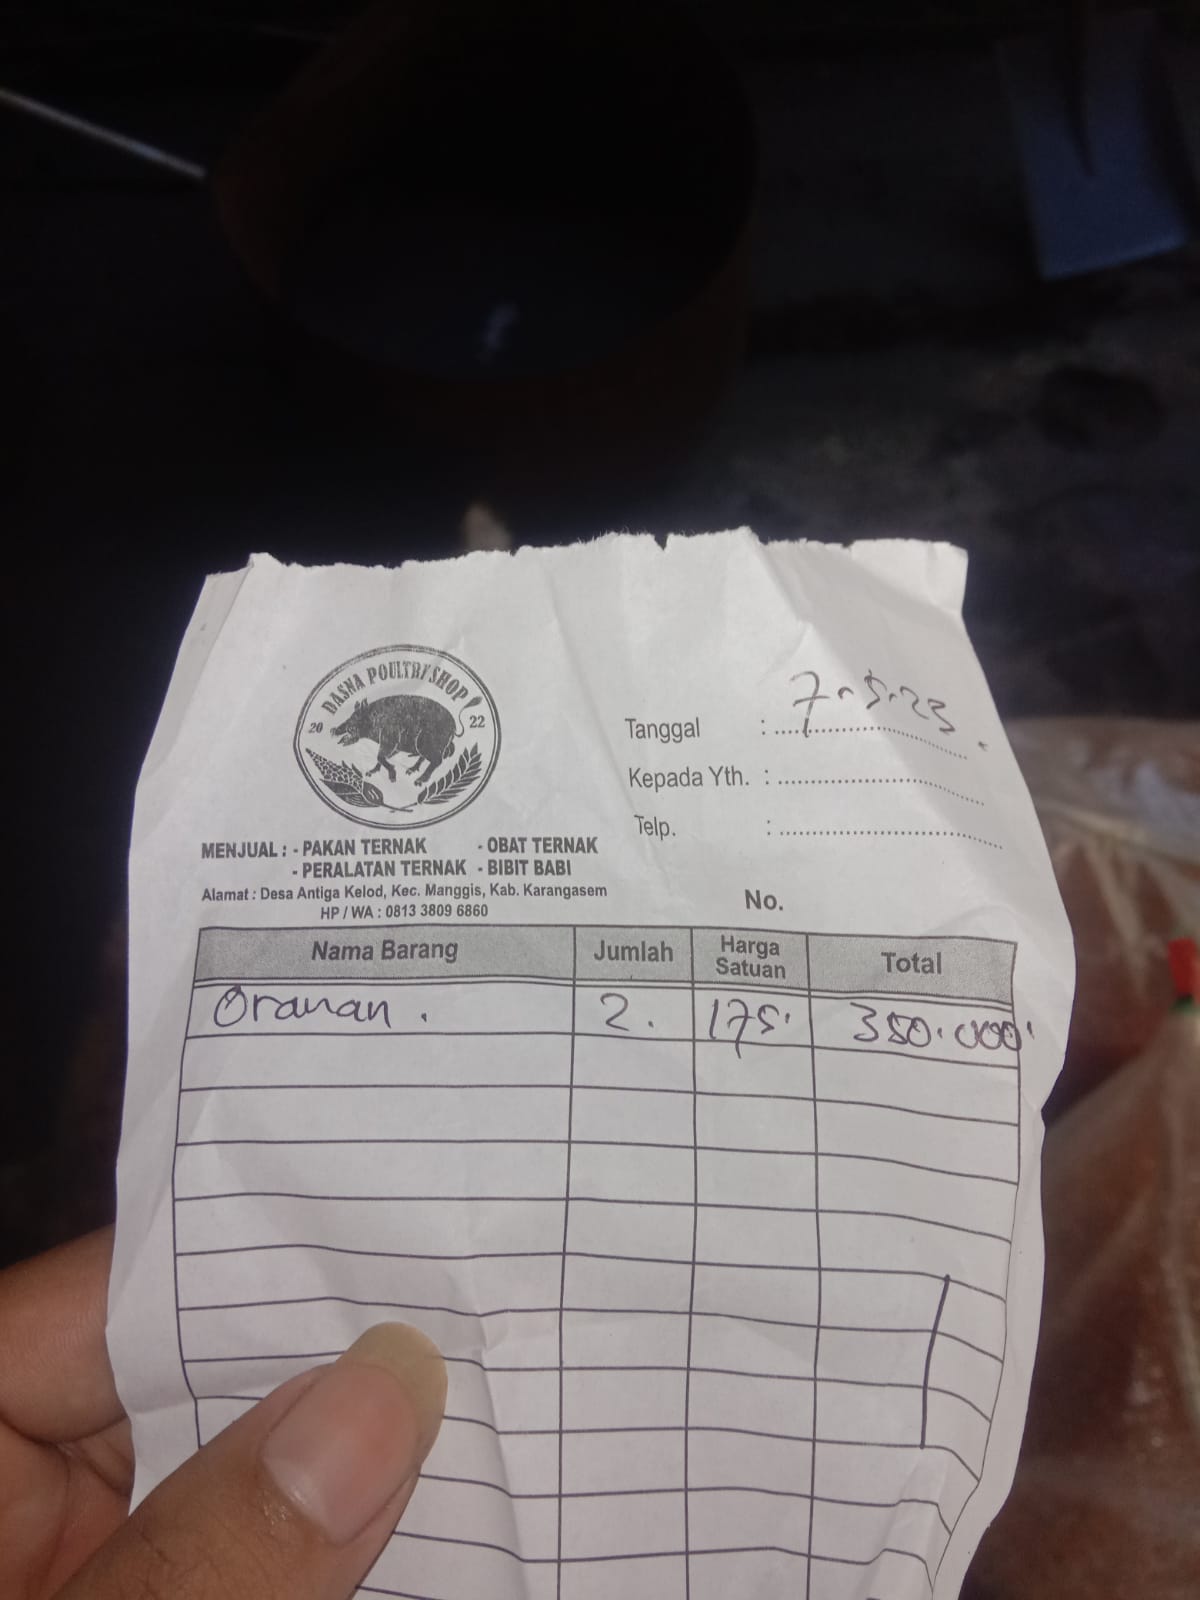 DASNA POULTRY SHOP
20 22
Tanggal : 7.5.23.
Kepada Yth. :
Telp. :
MENJUAL : - PAKAN TERNAK - OBAT TERNAK
- PERALATAN TERNAK - BIBIT BABI
Alamat : Desa Antiga Kelod, Kec. Manggis, Kab. Karangasem
HP / WA : 0813 3809 6860
No.
Nama Barang Jumlah Harga Satuan Total
Oranan . 2. 175. 350.000